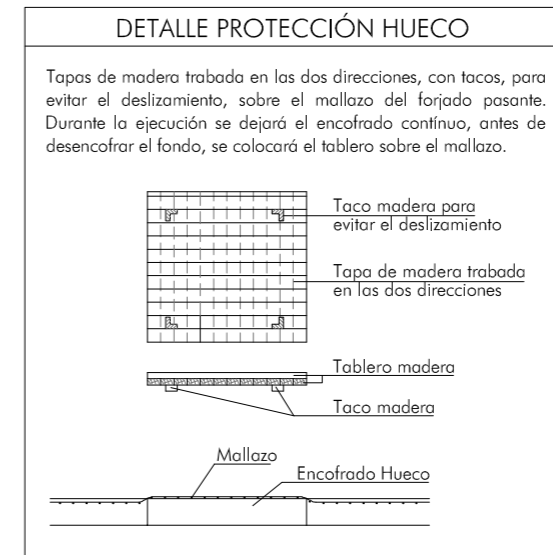 DETALLE PROTECCIÓN HUECO
Tapas de madera trabada en las dos direcciones, con tacos, para
evitar el deslizamiento, sobre el mallazo del forjado pasante.
Durante la ejecución se dejará el encofrado contínuo, antes de
desencofrar el fondo, se colocará el tablero sobre el mallazo.
Taco madera para
evitar el deslizamiento
Tapa de madera trabada
en las dos direcciones
Tablero madera
Taco madera
Mallazo
Encofrado Hueco